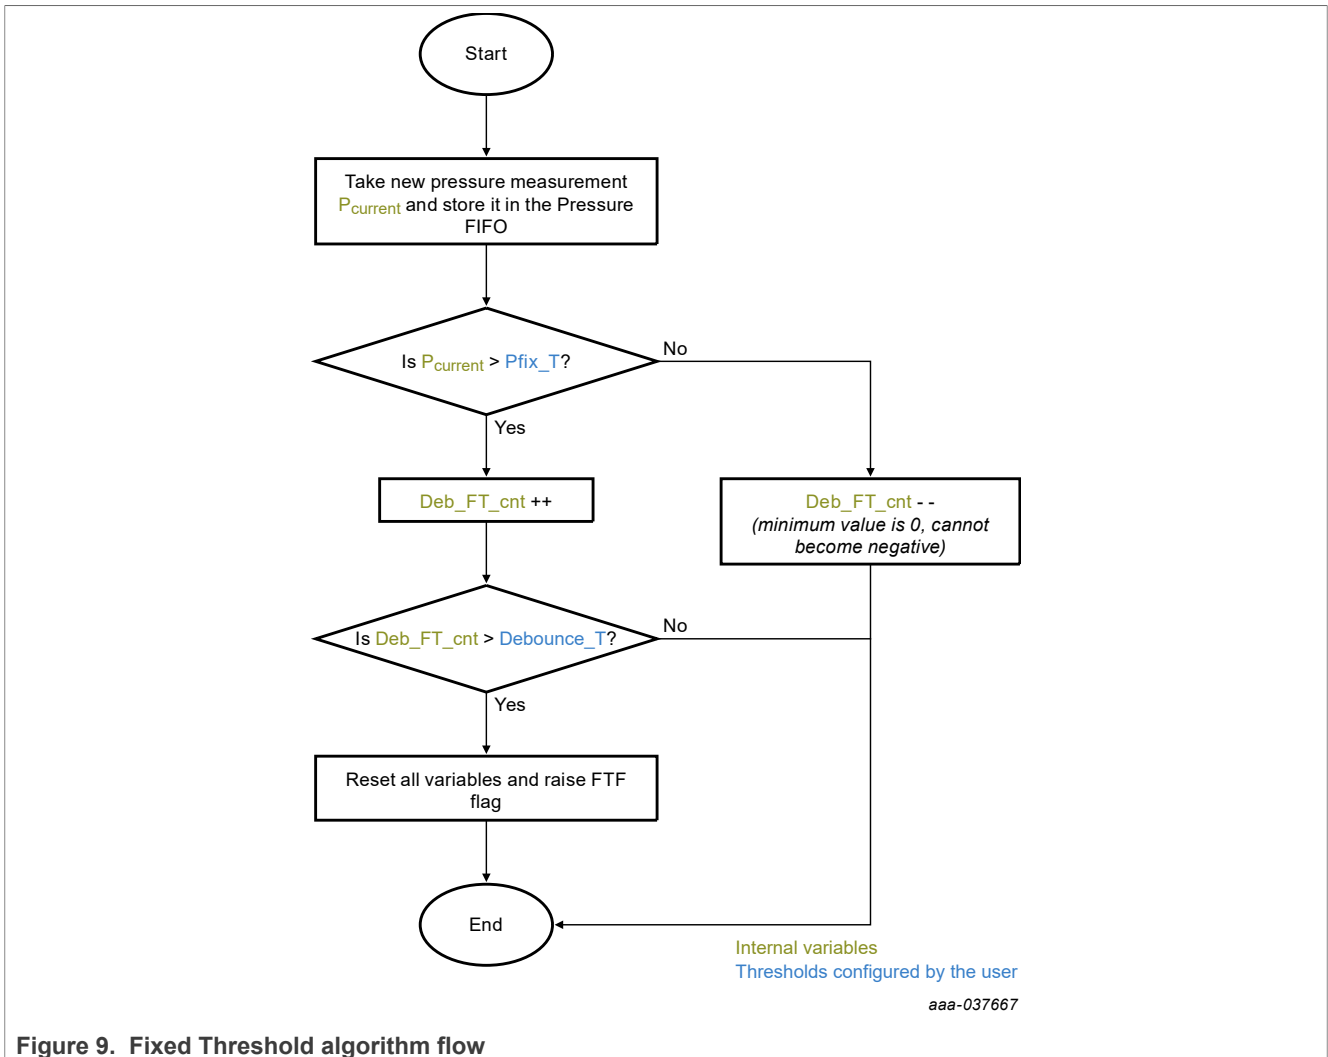 Start
Take new pressure measurement
Pcurrent and store it in the Pressure
FIFO
Is Pcurrent > Pfix_T?
No
Yes
Deb_FT_cnt ++
Deb_FT_cnt - -
(minimum value is 0, cannot
become negative)
Is Deb_FT_cnt > Debounce_T?
No
Yes
Reset all variables and raise FTF
flag
End
Internal variables
Thresholds configured by the user
aaa-037667
Figure 9. Fixed Threshold algorithm flow